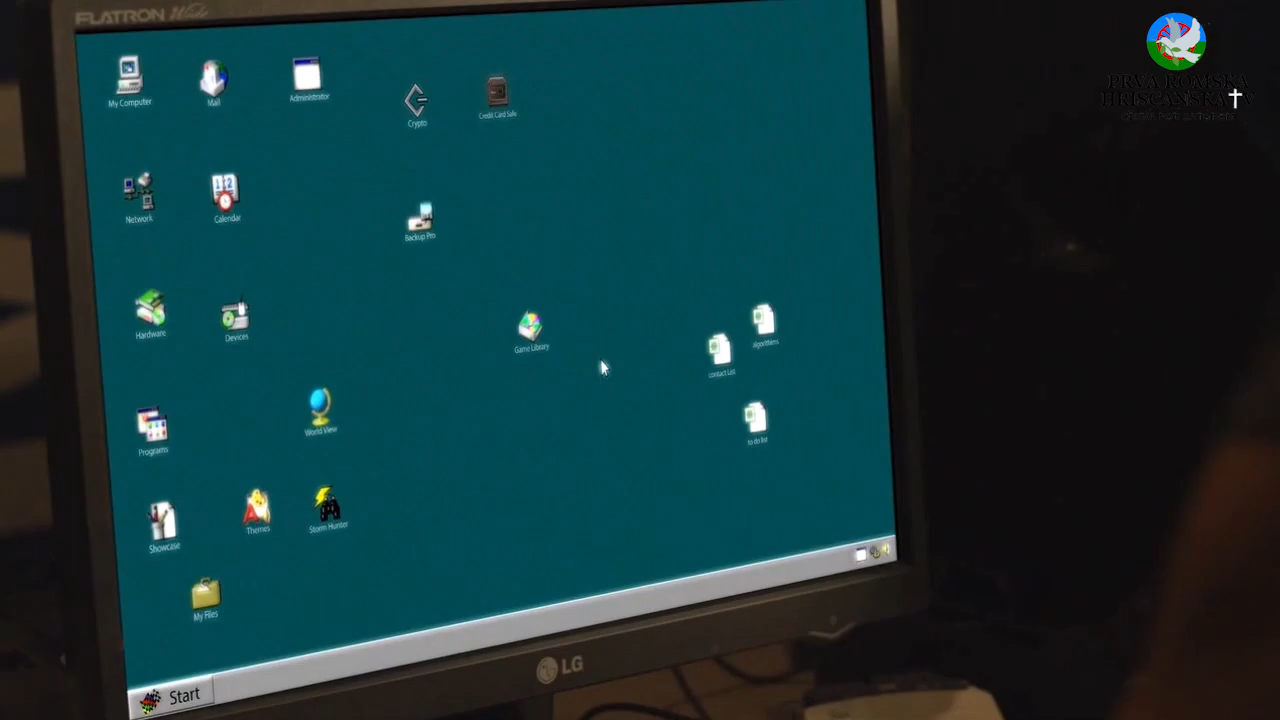 FLATRON Wide
My Computer
Mail
Administrator
Crypto
Credit Card Safe
Network
Calendar
12
Backup Pro
Hardware
Devices
Game Library
contact List
algorithms
Programs
World View
to do list
Showcase
Themes
Storm Hunter
My Files
Start
LG
PRVA ROMSKA
HRISCANSKA TV